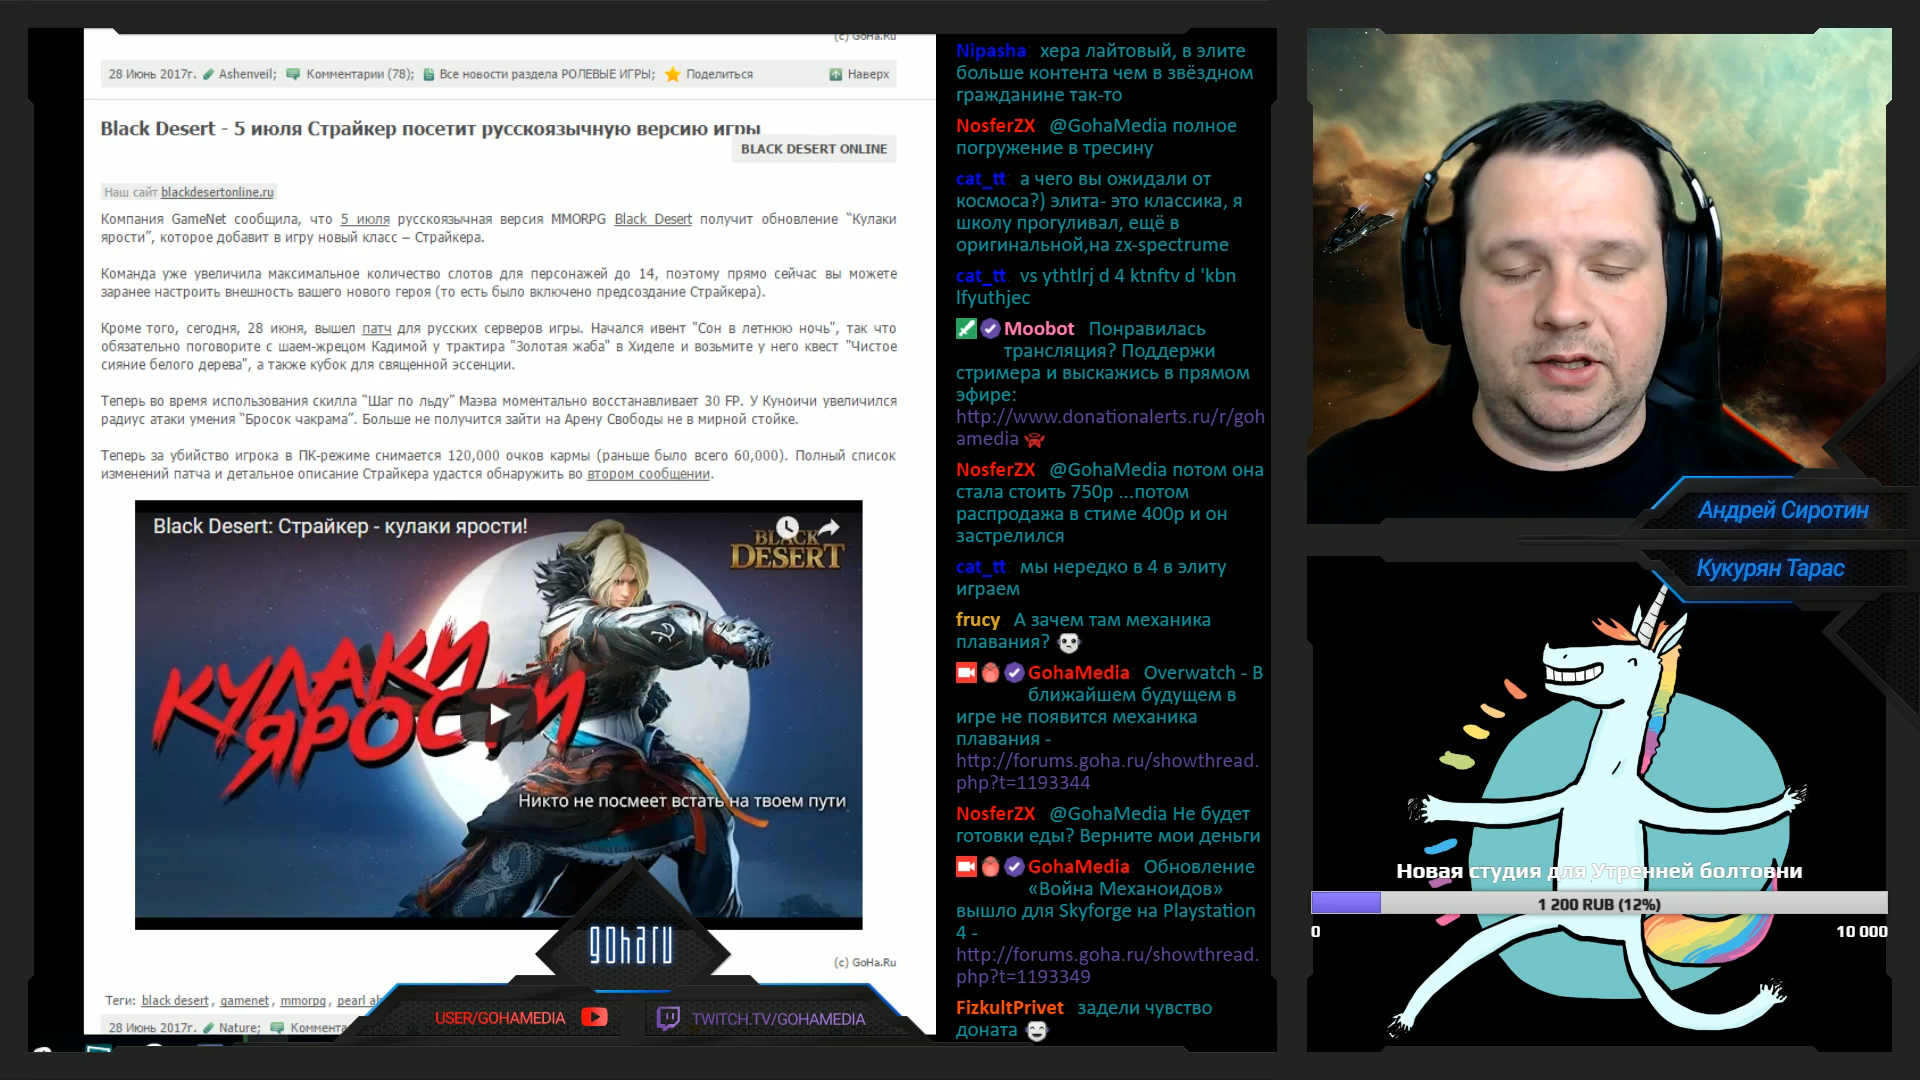 (c) GoHa.Ru
28 Июнь 2017г. Ashenveil; Комментарии (78); Все новости раздела РОЛЕВЫЕ ИГРЫ; Поделиться Наверх
Black Desert - 5 июля Страйкер посетит русскоязычную версию игры
BLACK DESERT ONLINE
Наш сайт blackdesertonline.ru
Компания GameNet сообщила, что 5 июля русскоязычная версия MMORPG Black Desert получит обновление “Кулаки
ярости”, которое добавит в игру новый класс – Страйкера.
Команда уже увеличила максимальное количество слотов для персонажей до 14, поэтому прямо сейчас вы можете
заранее настроить внешность вашего нового героя (то есть было включено предсоздание Страйкера).
Кроме того, сегодня, 28 июня, вышел патч для русских серверов игры. Начался ивент "Сон в летнюю ночь", так что
обязательно поговорите с шаем-жрецом Кадимой у трактира "Золотая жаба" в Хиделе и возьмите у него квест "Чистое
сияние белого дерева", а также кубок для священной эссенции.
Теперь во время использования скилла “Шаг по льду” Маэва моментально восстанавливает 30 FP. У Куноичи увеличился
радиус атаки умения “Бросок чакрама”. Больше не получится зайти на Арену Свободы не в мирной стойке.
Теперь за убийство игрока в ПК-режиме снимается 120,000 очков кармы (раньше было всего 60,000). Полный список
изменений патча и детальное описание Страйкера удастся обнаружить во втором сообщении.
Black Desert: Страйкер - кулаки ярости!
BLACK
DESERT
КУЛАКИ
ЯРОСТИ
Никто не посмеет встать на твоем пути
(c) GoHa.Ru
Теги: black desert, gamenet, mmorpg, pearl
28 Июнь 2017г. Nature;
goharu
USER/GOHAMEDIA
TWITCH.TV/GOHAMEDIA
Nipasha: хера лайтовый, в элите
больше контента чем в звёздном
гражданине так-то
NosferZX: @GohaMedia полное
погружение в тресину
cat_tt: а чего вы ожидали от
космоса?) элита- это классика, я
школу прогуливал, ещё в
оригинальной,на zx-spectrume
cat_tt: vs ythtlrj d 4 ktnftv d 'kbn
lfyuthjec
Moobot Понравилась
трансляция? Поддержи
стримера и выскажись в прямом
эфире:
http://www.donationalerts.ru/r/goh
amedia
NosferZX: @GohaMedia потом она
стала стоить 750р ...потом
распродажа в стиме 400р и он
застрелился
cat_tt: мы нередко в 4 в элиту
играем
frucy: А зачем там механика
плавания?
GohaMedia: Overwatch - В
ближайшем будущем в
игре не появится механика
плавания -
http://forums.goha.ru/showthread.
php?t=1193344
NosferZX: @GohaMedia Не будет
готовки еды? Верните мои деньги
GohaMedia: Обновление
«Война Механоидов»
вышло для Skyforge на Playstation
4 -
http://forums.goha.ru/showthread.
php?t=1193349
FizkultPrivet: задели чувство
доната
Андрей Сиротин
Кукурян Тарас
Новая студия для Утренней болтовни
1 200 RUB (12%)
0 10 000